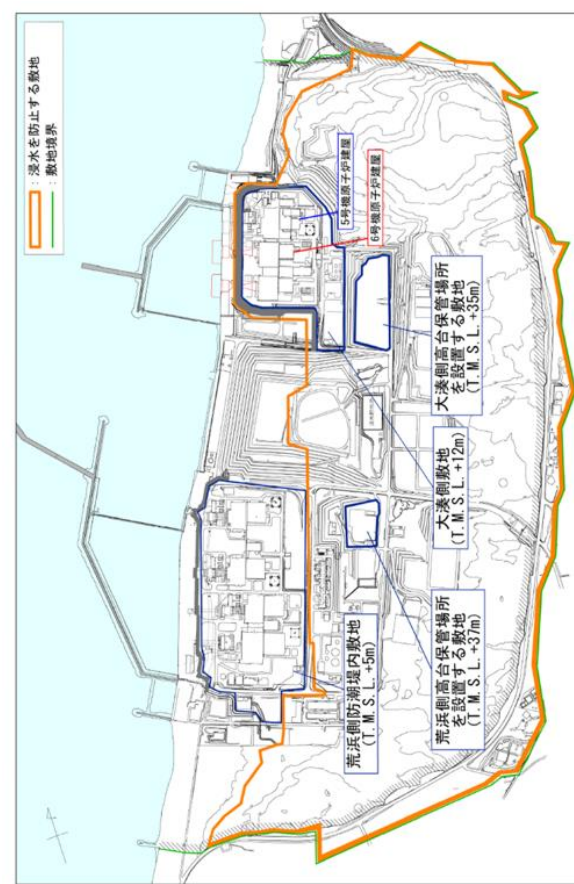 ：浸水を防止する敷地
：敷地境界
5号機原子炉建屋
6号機原子炉建屋
大湊側高台保管場所
を設置する敷地
(T.M.S.L.+35m)
大湊側敷地
(T.M.S.L.+12m)
荒浜側高台保管場所
を設置する敷地
(T.M.S.L.+37m)
荒浜側防潮堤内敷地
(T.M.S.L.+5m)